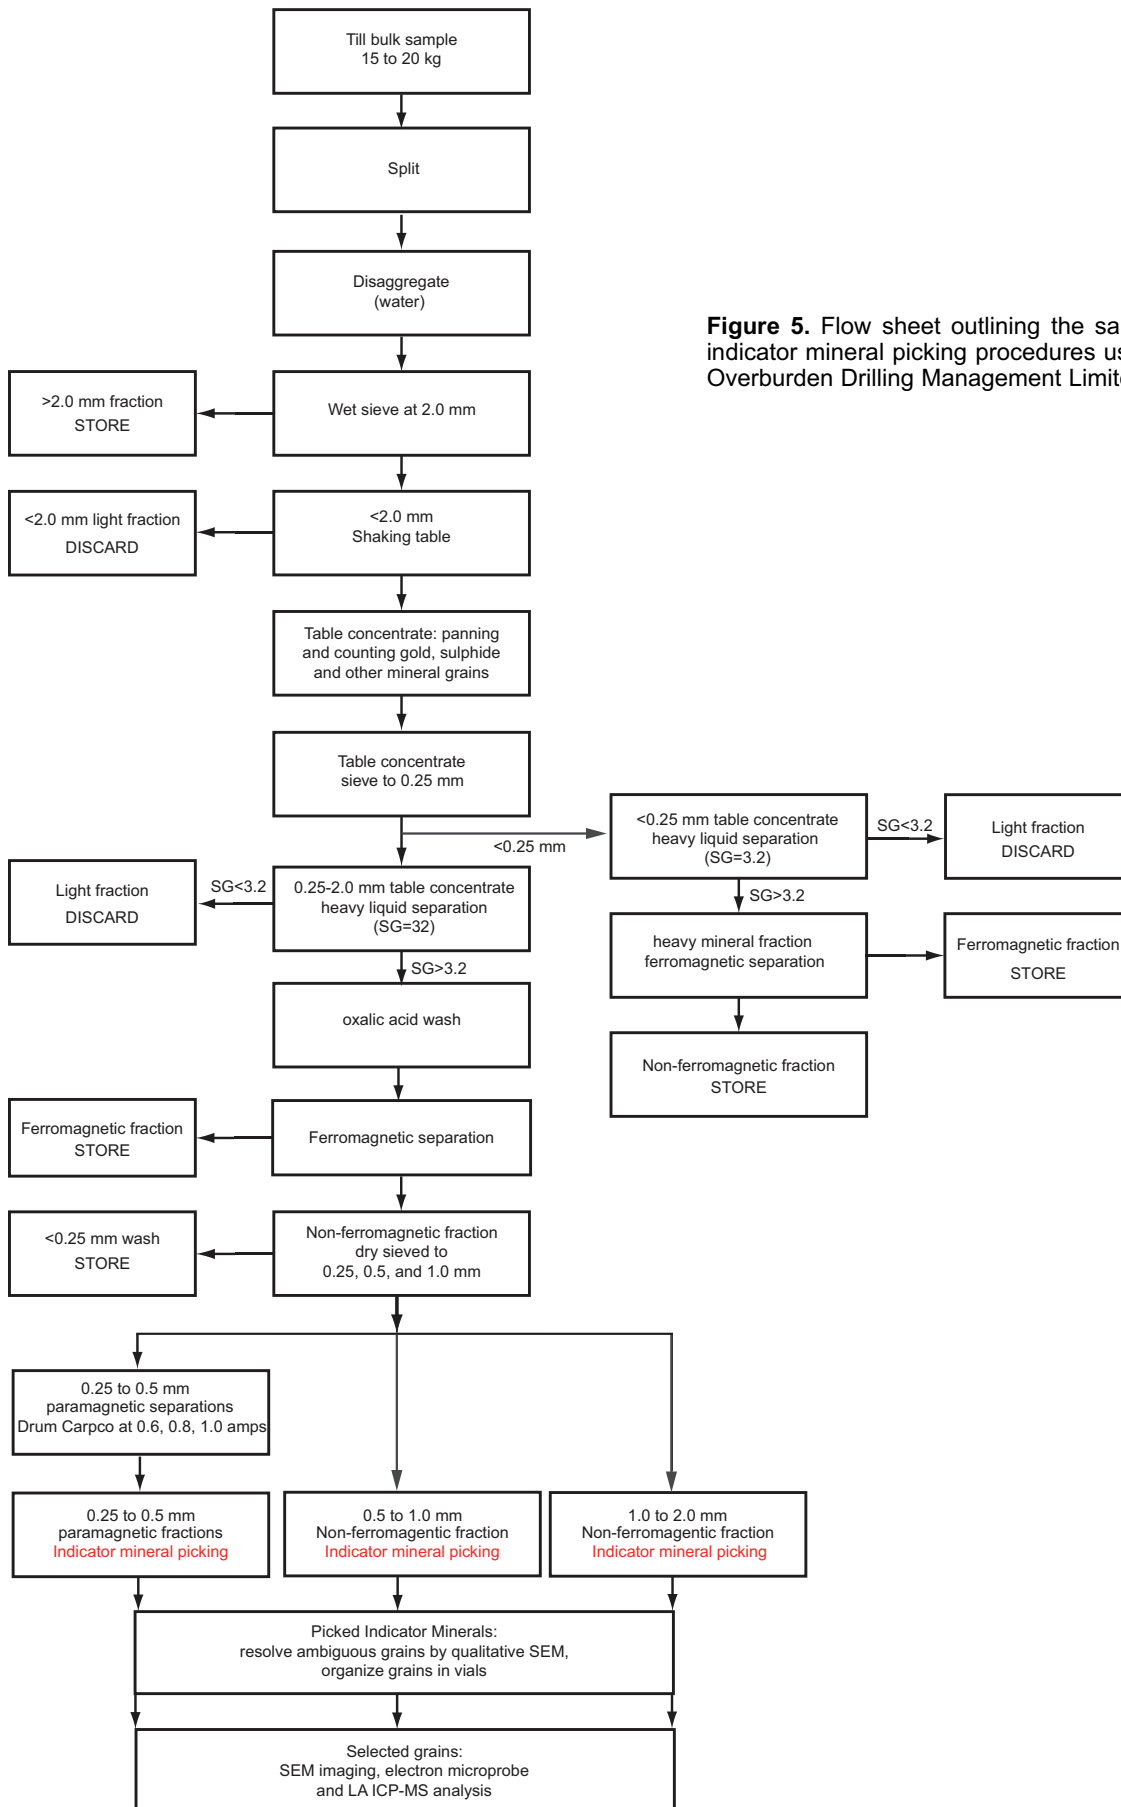 Till bulk sample
15 to 20 kg
Split
Disaggregate
(water)
Figure 5. Flow sheet outlining the sa
indicator mineral picking procedures us
Overburden Drilling Management Limite
>2.0 mm fraction
STORE
Wet sieve at 2.0 mm
<2.0 mm light fraction
DISCARD
<2.0 mm
Shaking table
Table concentrate: panning
and counting gold, sulphide
and other mineral grains
Table concentrate
sieve to 0.25 mm
<0.25 mm
<0.25 mm table concentrate
heavy liquid separation
(SG=3.2)
SG<3.2
Light fraction
DISCARD
Light fraction
DISCARD
SG<3.2
0.25-2.0 mm table concentrate
heavy liquid separation
(SG=32)
SG>3.2
SG>3.2
heavy mineral fraction
ferromagnetic separation
Ferromagnetic fraction
STORE
oxalic acid wash
Non-ferromagnetic fraction
STORE
Ferromagnetic fraction
STORE
Ferromagnetic separation
<0.25 mm wash
STORE
Non-ferromagnetic fraction
dry sieved to
0.25, 0.5, and 1.0 mm
0.25 to 0.5 mm
paramagnetic separations
Drum Carpco at 0.6, 0.8, 1.0 amps
0.25 to 0.5 mm
paramagnetic fractions
Indicator mineral picking
0.5 to 1.0 mm
Non-ferromagentic fraction
Indicator mineral picking
1.0 to 2.0 mm
Non-ferromagentic fraction
Indicator mineral picking
Picked Indicator Minerals:
resolve ambiguous grains by qualitative SEM,
organize grains in vials
Selected grains:
SEM imaging, electron microprobe
and LA ICP-MS analysis